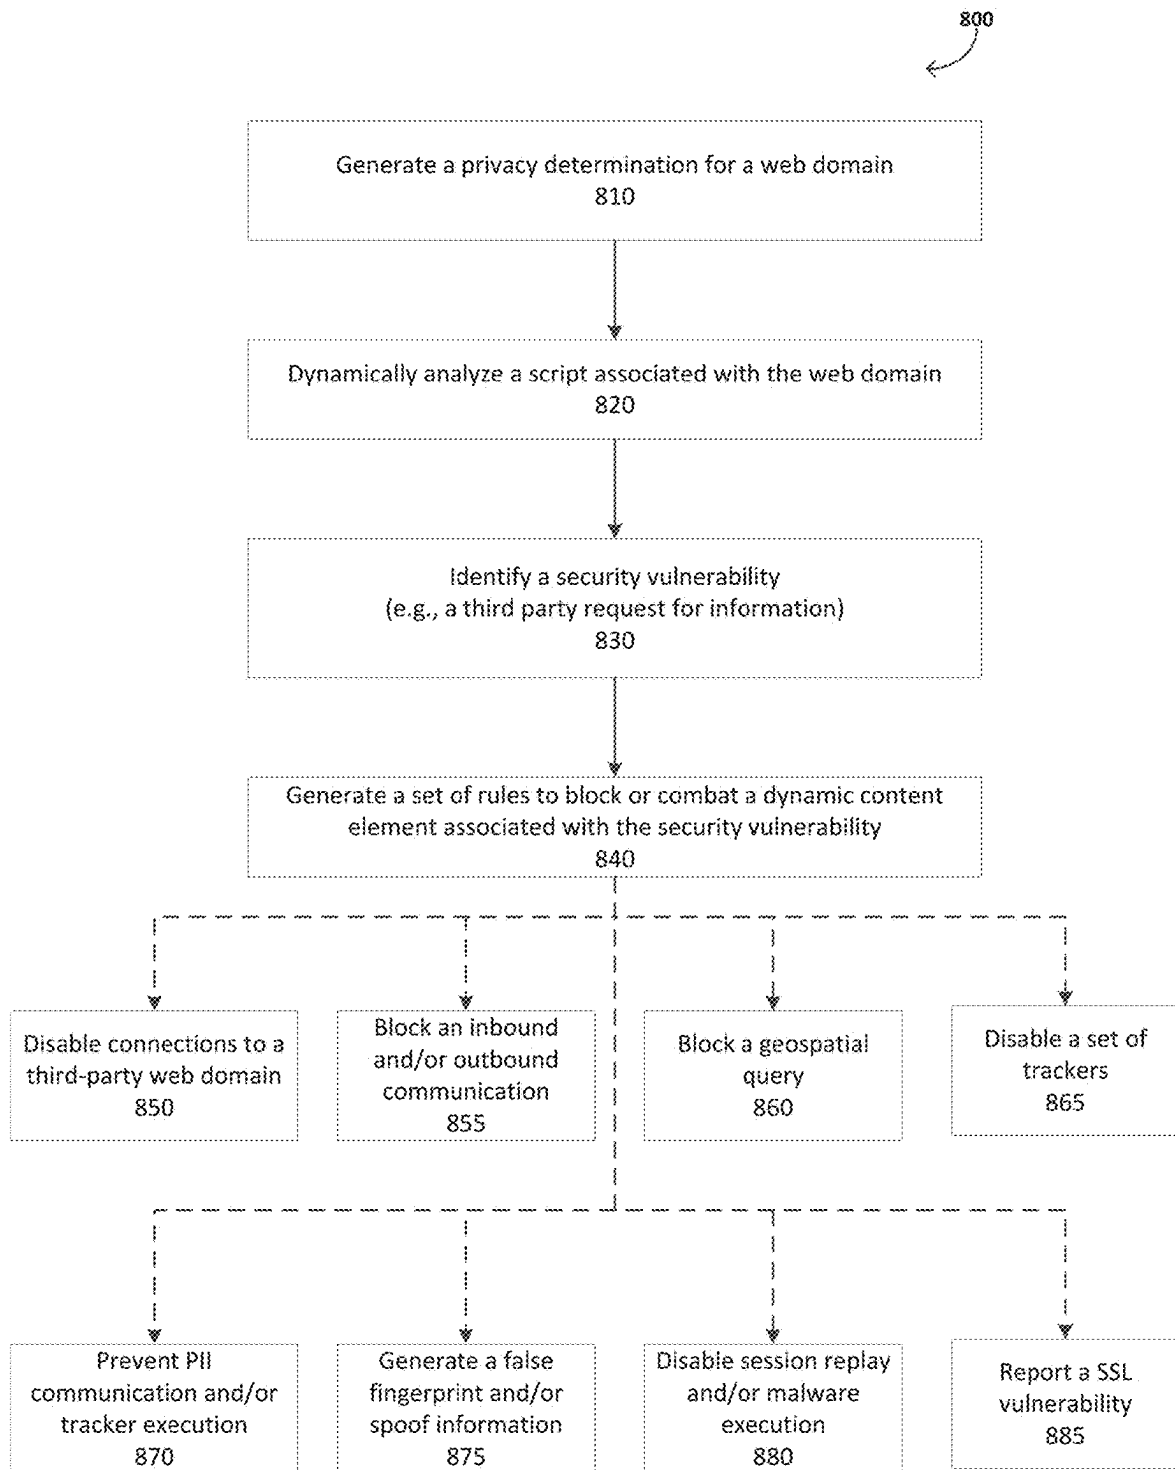 800
Generate a privacy determination for a web domain
810
Dynamically analyze a script associated with the web domain
820
Identify a security vulnerability
(e.g., a third party request for information)
830
Generate a set of rules to block or combat a dynamic content
element associated with the security vulnerability
840
Disable connections to a
third-party web domain
850
Block an inbound
and/or outbound
communication
855
Block a geospatial
query
860
Disable a set of
trackers
865
Prevent PII
communication and/or
tracker execution
870
Generate a false
fingerprint and/or
spoof information
875
Disable session replay
and/or malware
execution
880
Report a SSL
vulnerability
885